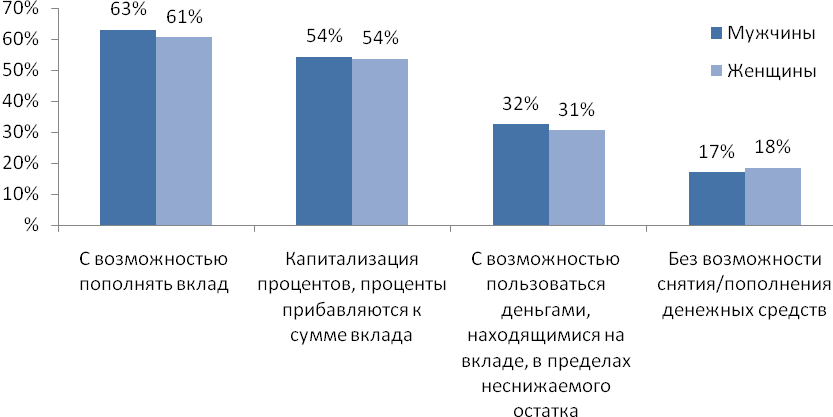 70%
60%
50%
40%
30%
20%
10%
%
63%
61%
54%
54%
32%
31%
17%
18%
Мужчины
Женщины
С возможностью
пополнять вклад
Капитализация
процентов, проценты
прибавляются к
сумме вклада
С возможностью
пользоваться
деньгами,
находящимися на
вкладе, в пределах
неснижаемого
остатка
Без возможности
снятия/пополнения
денежных средств